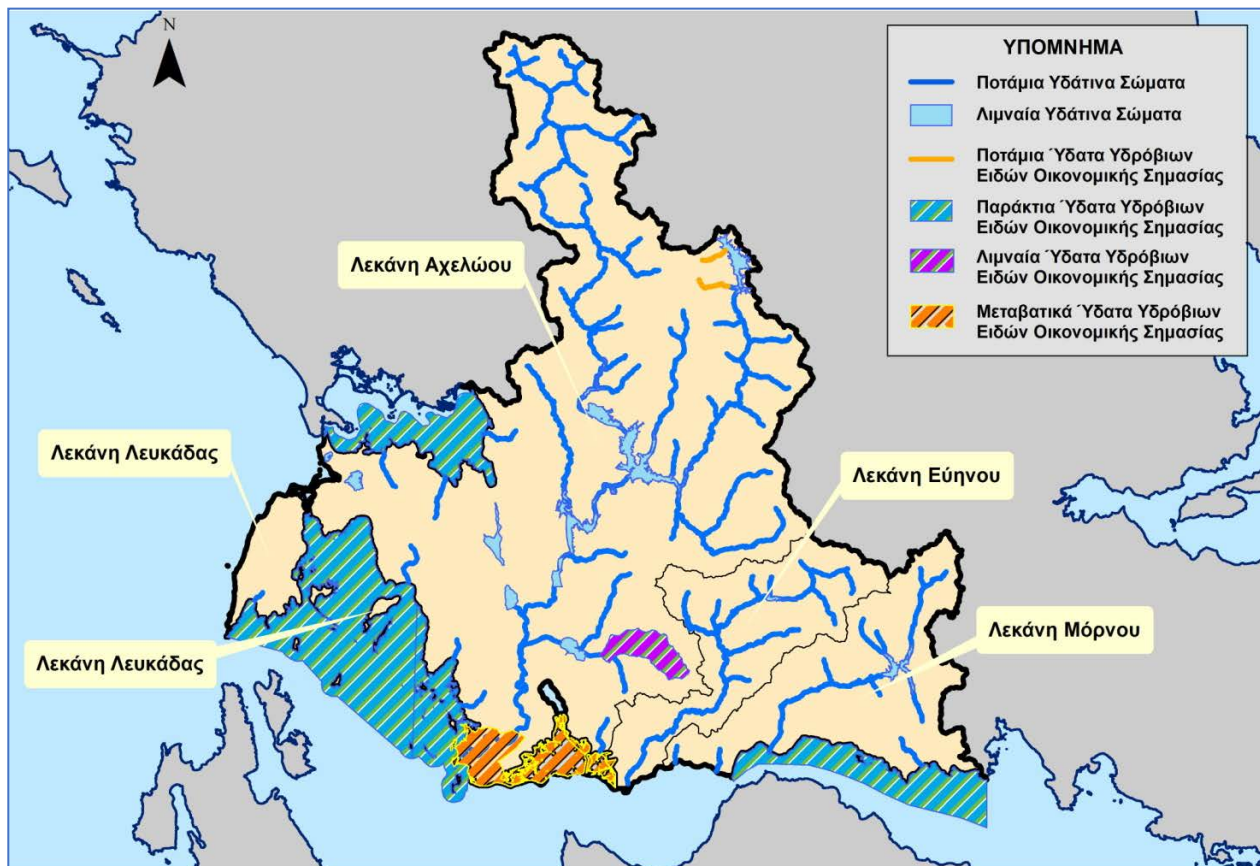 N
ΥΠΟΜΝΗΜΑ
Ποτάμια Υδάτινα Σώματα
Λιμναία Υδάτινα Σώματα
Ποτάμια Ύδατα Υδρόβιων
Ειδών Οικονομικής Σημασίας
Παράκτια Ύδατα Υδρόβιων
Ειδών Οικονομικής Σημασίας
Λιμναία Ύδατα Υδρόβιων
Ειδών Οικονομικής Σημασίας
Μεταβατικά Ύδατα Υδρόβιων
Ειδών Οικονομικής Σημασίας
Λεκάνη Αχελώου
Λεκάνη Λευκάδας
Λεκάνη Εύηνου
Λεκάνη Μόρνου
Λεκάνη Λευκάδας